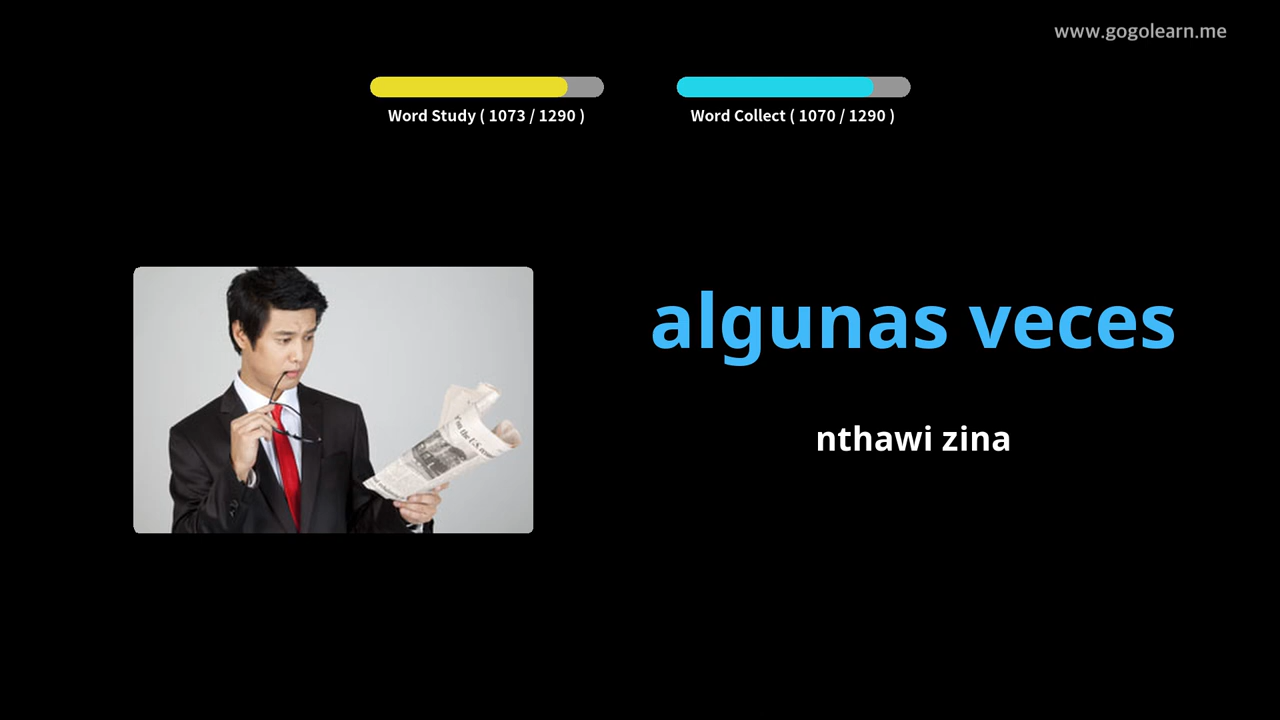 www.gogolearn.me
Word Study ( 1073 / 1290 )
Word Collect ( 1070 / 1290 )
algunas veces
nthawi zina